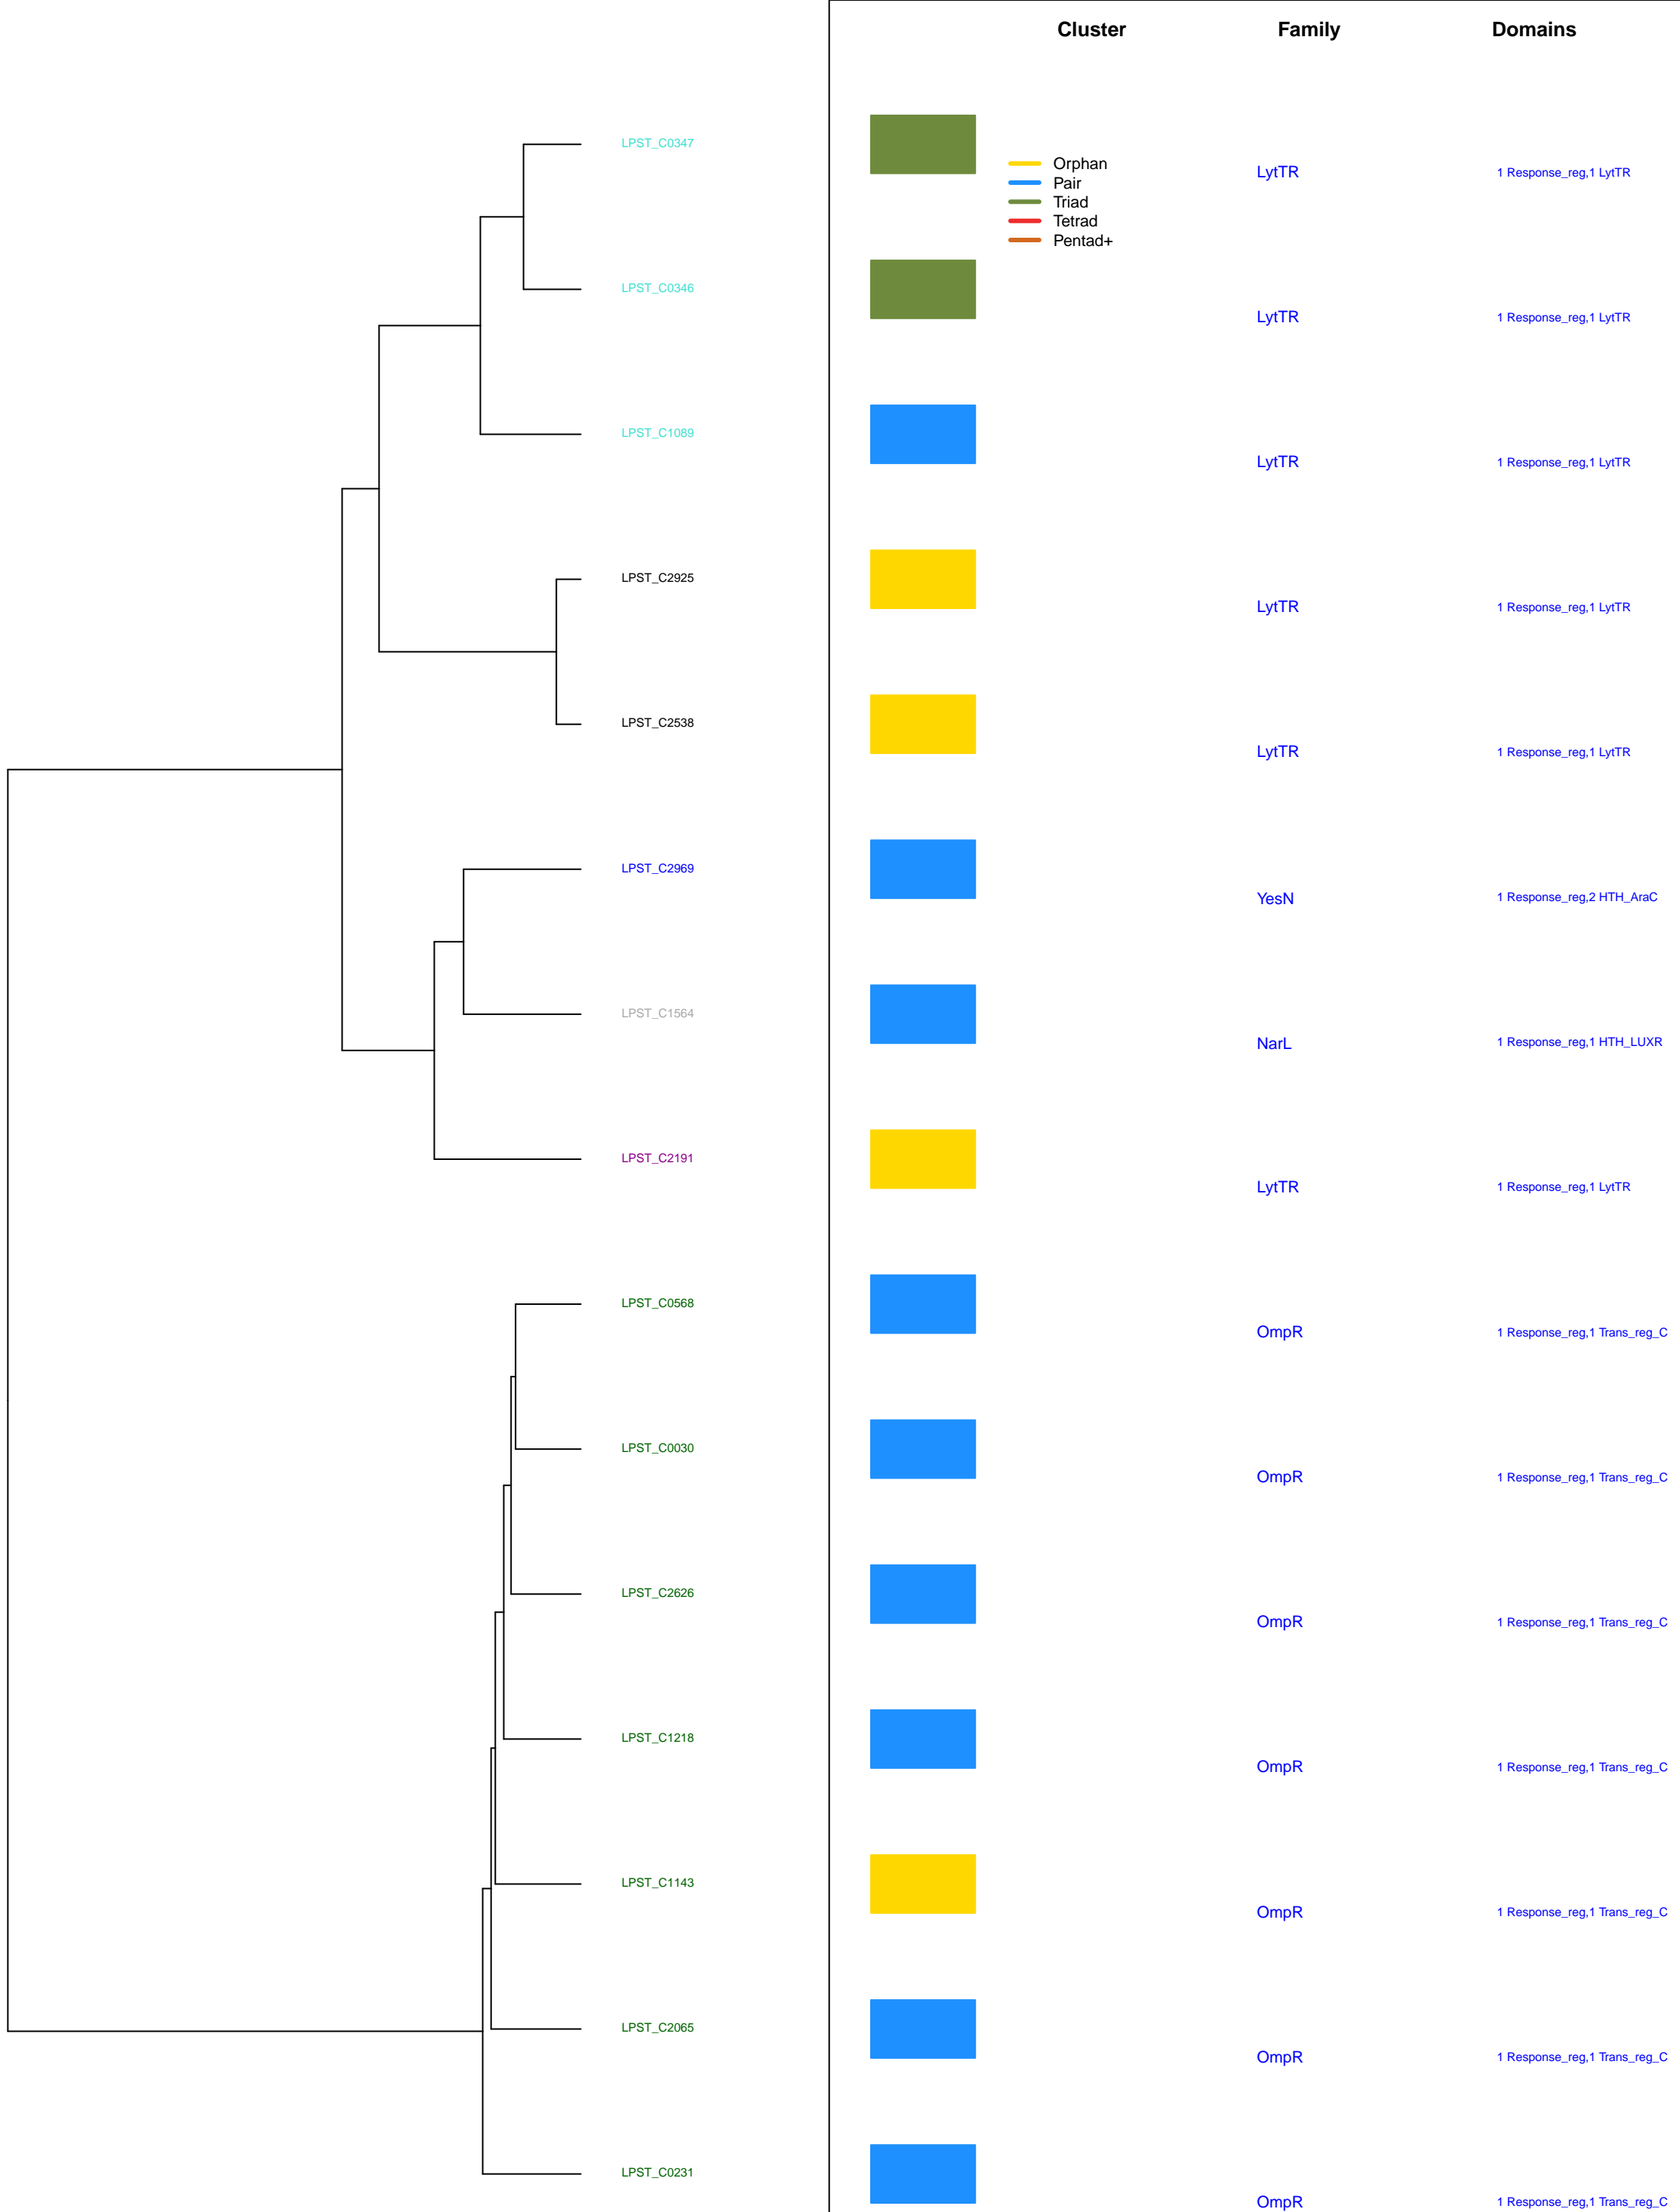 Cluster Family Domains
LPST_C0347
Orphan
LytTR 1 Response_reg,1 LytTR
Pair
Triad
Tetrad
Pentad+
LPST_C0346
LytTR 1 Response_reg,1 LytTR
LPST_C1089
LytTR 1 Response_reg,1 LytTR
LPST_C2925
LytTR 1 Response_reg,1 LytTR
LPST_C2538
LytTR 1 Response_reg,1 LytTR
LPST_C2969
YesN 1 Response_reg,2 HTH_AraC
LPST_C1564
NarL 1 Response_reg,1 HTH_LUXR
LPST_C2191
LytTR 1 Response_reg,1 LytTR
LPST_C0568
OmpR 1 Response_reg,1 Trans_reg_C
LPST_C0030
OmpR 1 Response_reg,1 Trans_reg_C
LPST_C2626
OmpR 1 Response_reg,1 Trans_reg_C
LPST_C1218
OmpR 1 Response_reg,1 Trans_reg_C
LPST_C1143
OmpR 1 Response_reg,1 Trans_reg_C
LPST_C2065
OmpR 1 Response_reg,1 Trans_reg_C
LPST_C0231
OmpR 1 Response_reg,1 Trans_reg_C